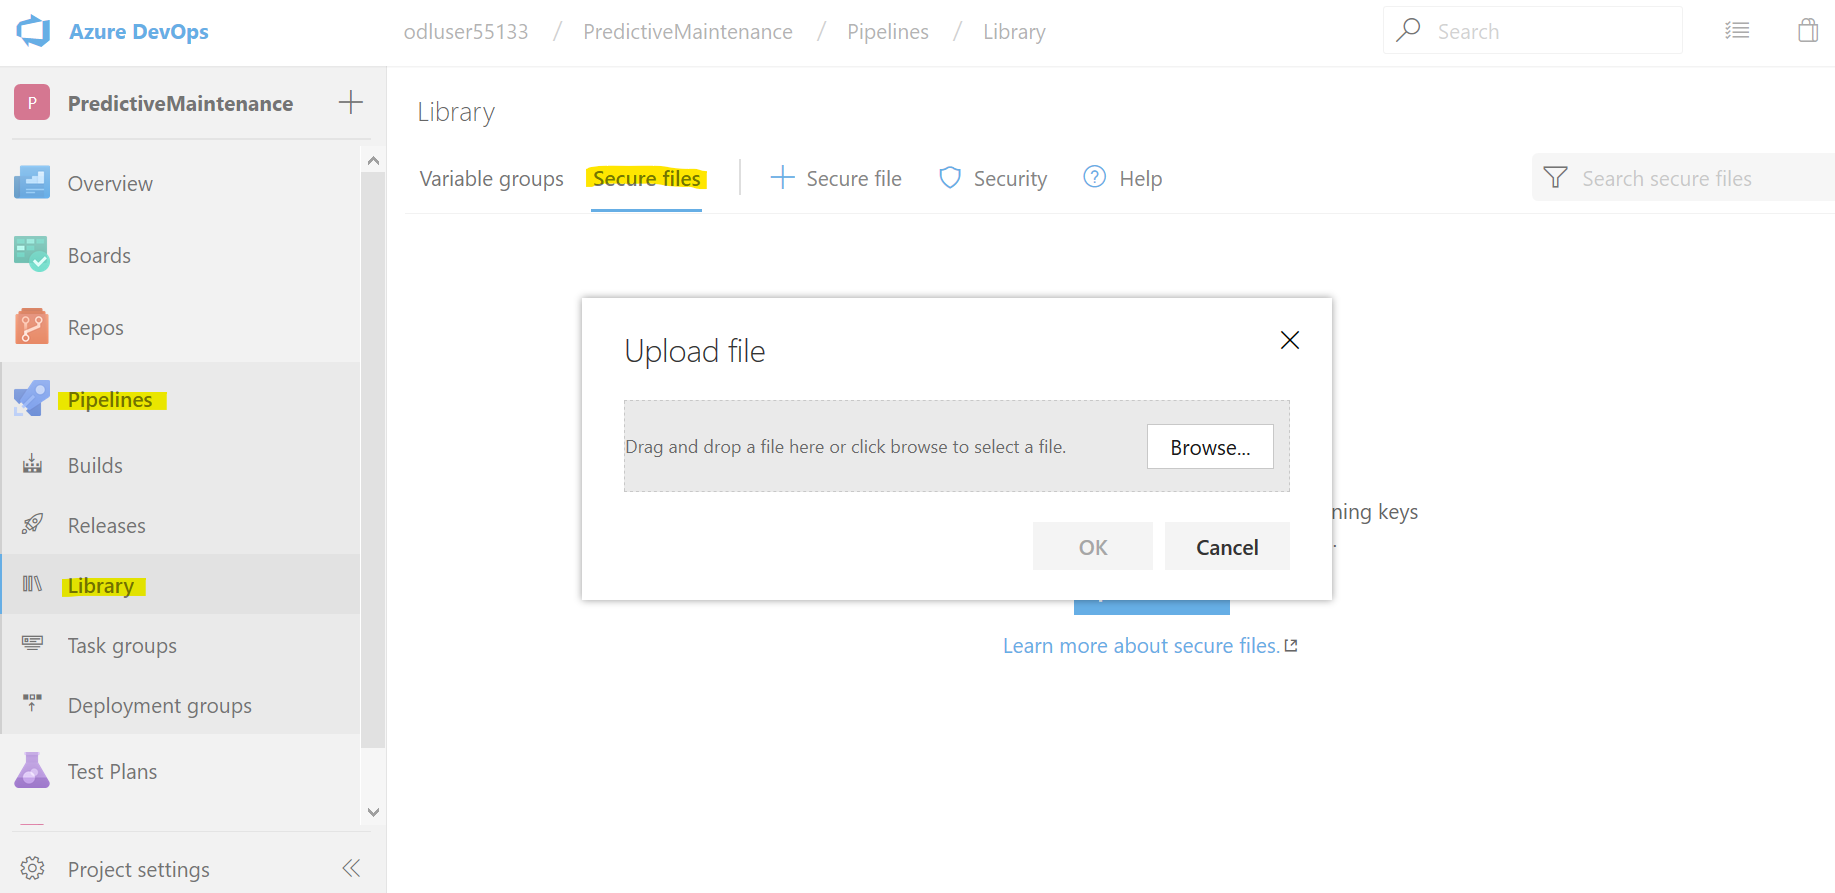 Azure DevOps
odluser55133 / PredictiveMaintenance / Pipelines / Library
Search
P PredictiveMaintenance
Overview
Boards
Repos
Pipelines
Builds
Releases
Library
Task groups
Deployment groups
Test Plans
Project settings
Library
Variable groups Secure files Secure file Security Help
Search secure files
Upload file
Drag and drop a file here or click browse to select a file. Browse...
OK Cancel
keys
Learn more about secure files.